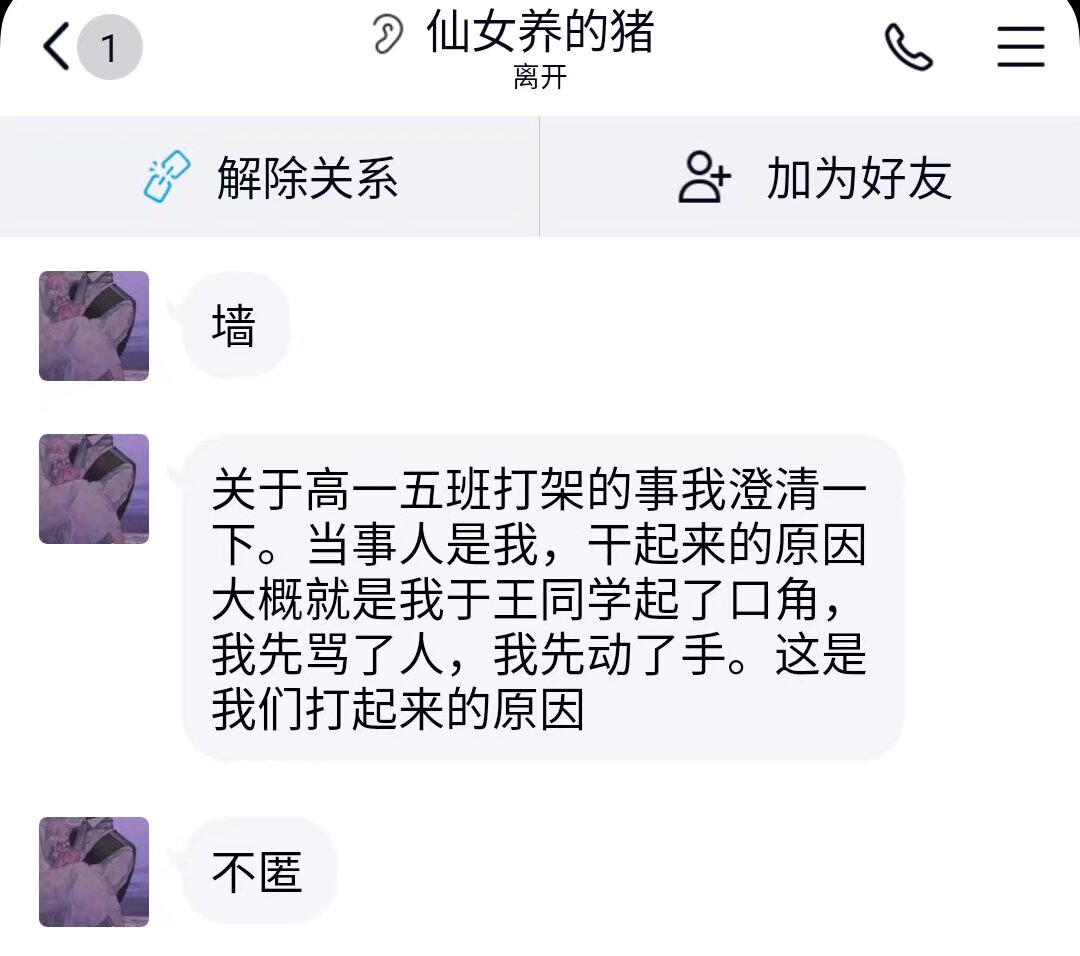 1
仙女养的猪
离开
解除关系
加为好友
墙
关于高一五班打架的事我澄清一
下。当事人是我，干起来的原因
大概就是我于王同学起了口角，
我先骂了人，我先动了手。这是
我们打起来的原因
不匿